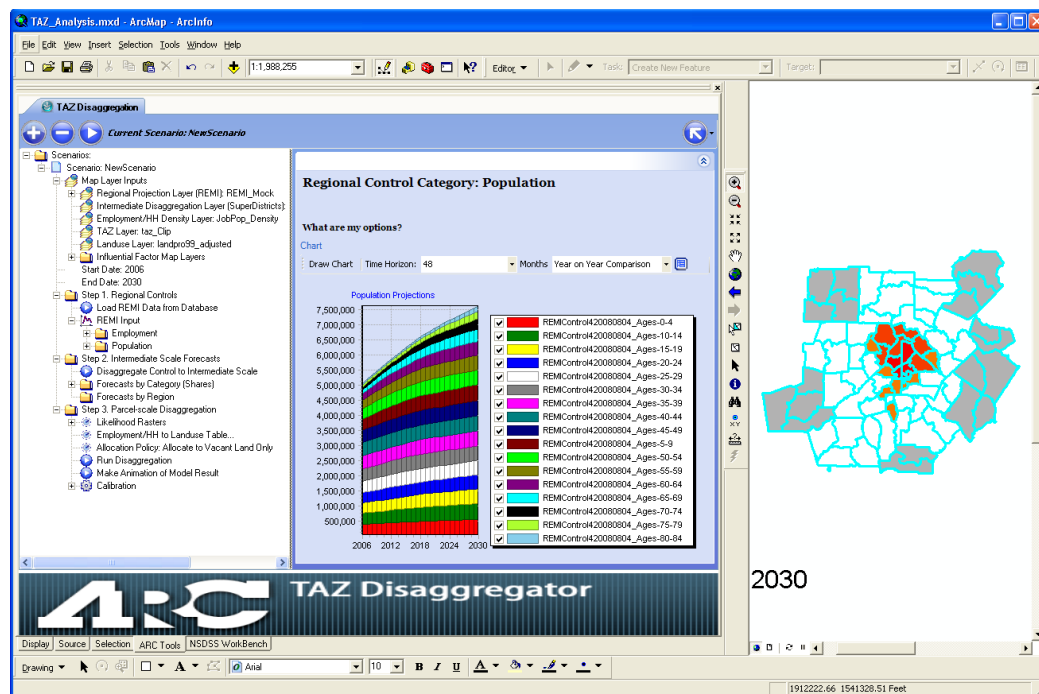 TAZ_Analysis.mxd - ArcMap - ArcInfo
File Edit View Insert Selection Tools Window Help
1:1,988,255 Editor Task: Create New Feature Target:
TAZ Disaggregation
Current Scenario: NewScenario
Scenarios:
Scenario: NewScenario
Map Layer Inputs
Regional Projection Layer (REMI): REMI_Mock
Intermediate Disaggregation Layer (SuperDistricts):
Employment/HH Density Layer: JobPop_Density
TAZ Layer: taz_Clip
Landuse Layer: landpro99_adjusted
Influential Factor Map Layers
Start Date: 2006
End Date: 2030
Step 1. Regional Controls
Load REMI Data from Database
REMI Input
Employment
Population
Step 2. Intermediate Scale Forecasts
Disaggregate Control to Intermediate Scale
Forecasts by Category (Shares)
Forecasts by Region
Step 3. Parcel-scale Disaggregation
Likelihood Rasters
Employment/HH to Landuse Table...
Allocation Policy: Allocate to Vacant Land Only
Run Disaggregation
Make Animation of Model Result
Calibration
Regional Control Category: Population
What are my options?
Chart
Draw Chart Time Horizon: 48 Months Year on Year Comparison
Population Projections
7,500,000
7,000,000
6,500,000
6,000,000
5,500,000
5,000,000
4,500,000
4,000,000
3,500,000
3,000,000
2,500,000
2,000,000
1,500,000
1,000,000
500,000
2006 2012 2018 2024 2030
REMIControl420080804_Ages-0-4
REMIControl420080804_Ages-10-14
REMIControl420080804_Ages-15-19
REMIControl420080804_Ages-20-24
REMIControl420080804_Ages-25-29
REMIControl420080804_Ages-30-34
REMIControl420080804_Ages-35-39
REMIControl420080804_Ages-40-44
REMIControl420080804_Ages-45-49
REMIControl420080804_Ages-5-9
REMIControl420080804_Ages-50-54
REMIControl420080804_Ages-55-59
REMIControl420080804_Ages-60-64
REMIControl420080804_Ages-65-69
REMIControl420080804_Ages-70-74
REMIControl420080804_Ages-75-79
REMIControl420080804_Ages-80-84
XY
2030
ARC TAZ Disaggregator
Display Source Selection ARC Tools NSDSS WorkBench
Drawing A Arial 10 B I U A
1912222.66 1541328.51 Feet